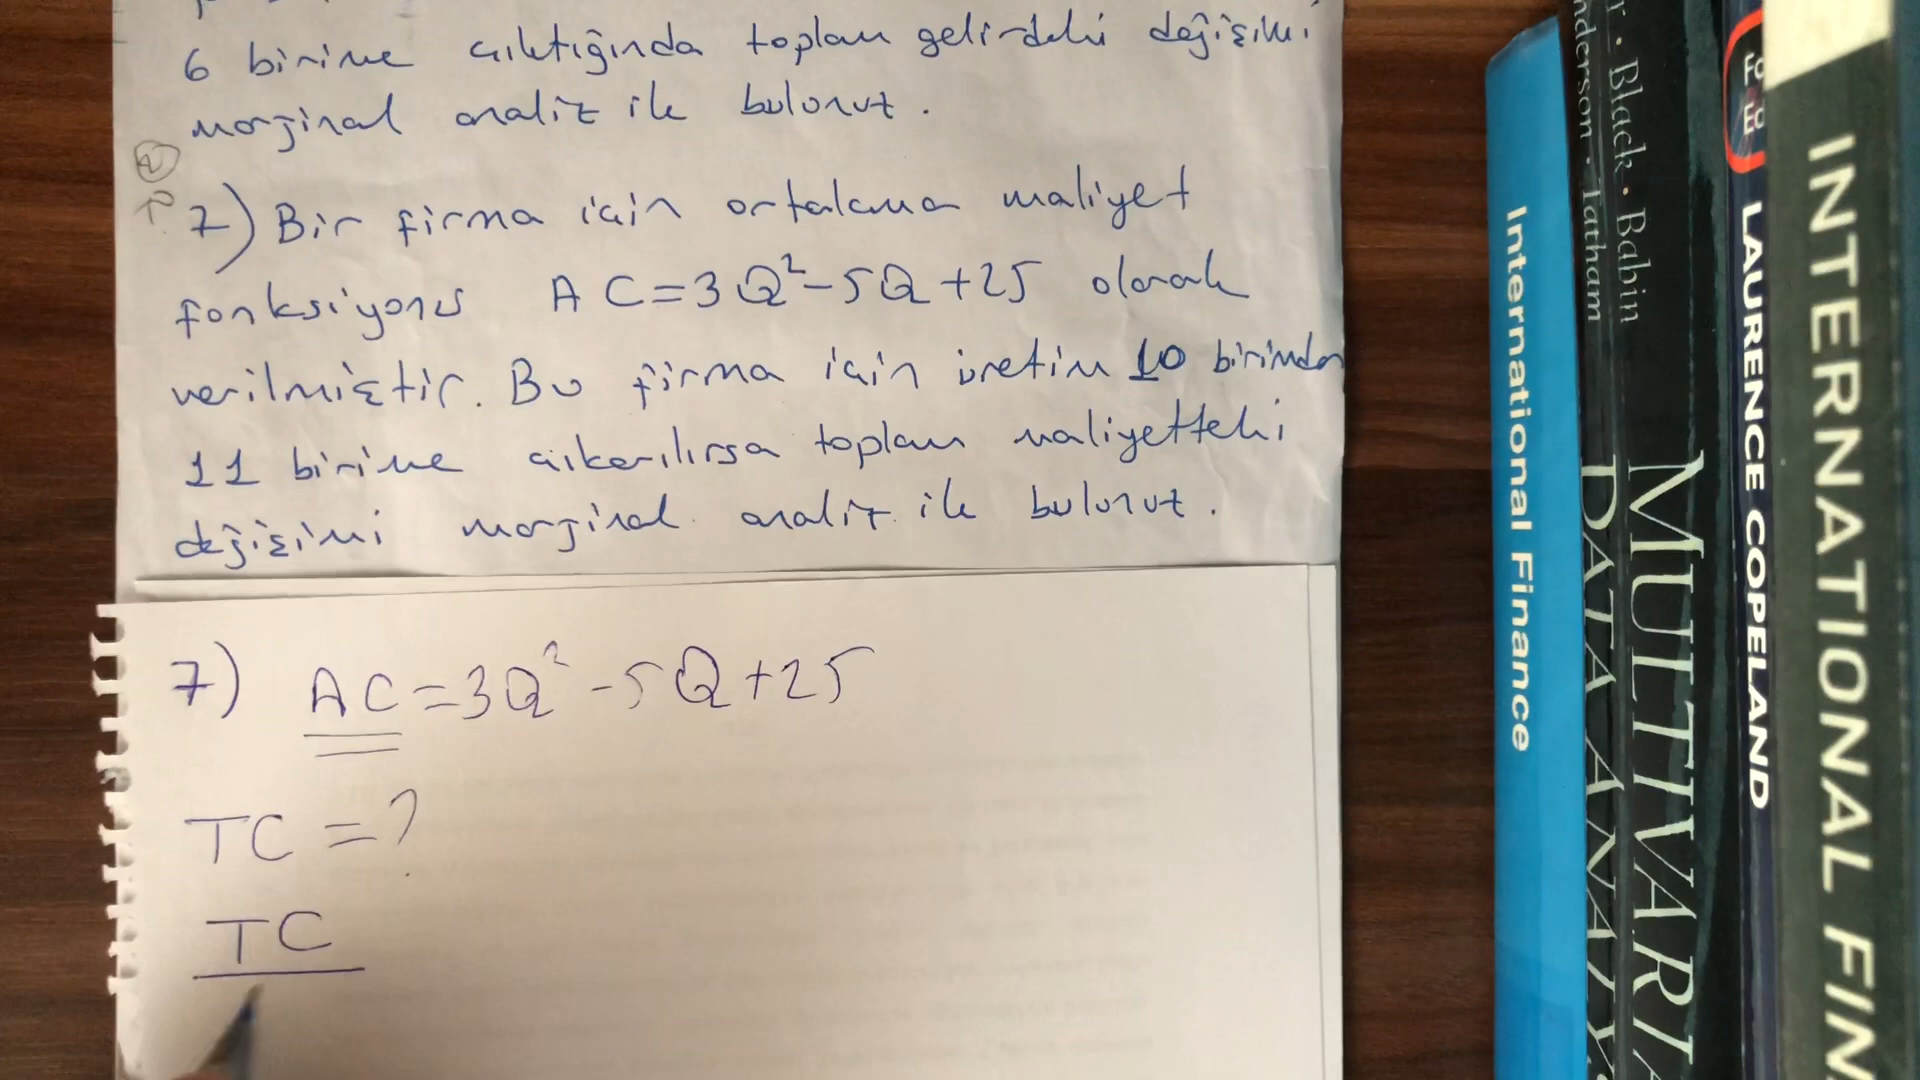 6 birime çıktığında toplam gelirdeki değişimi
marjinal analiz ile bulunuz.
7) Bir firma için ortalama maliyet
fonksiyonu AC=3Q²-5Q+25 olarak
verilmiştir. Bu firma için üretim 10 birimden
11 birime çıkarılırsa toplam maliyetteki
değişimi marjinal analiz ile bulunuz.
7) AC=3Q²-5Q+25
TC=?
TC
International Finance
r · Black · Babin
nderson · Tatham
MULTIVARIA
DATA ANALY
LAURENCE COPELAND
INTERNATIONAL FIN